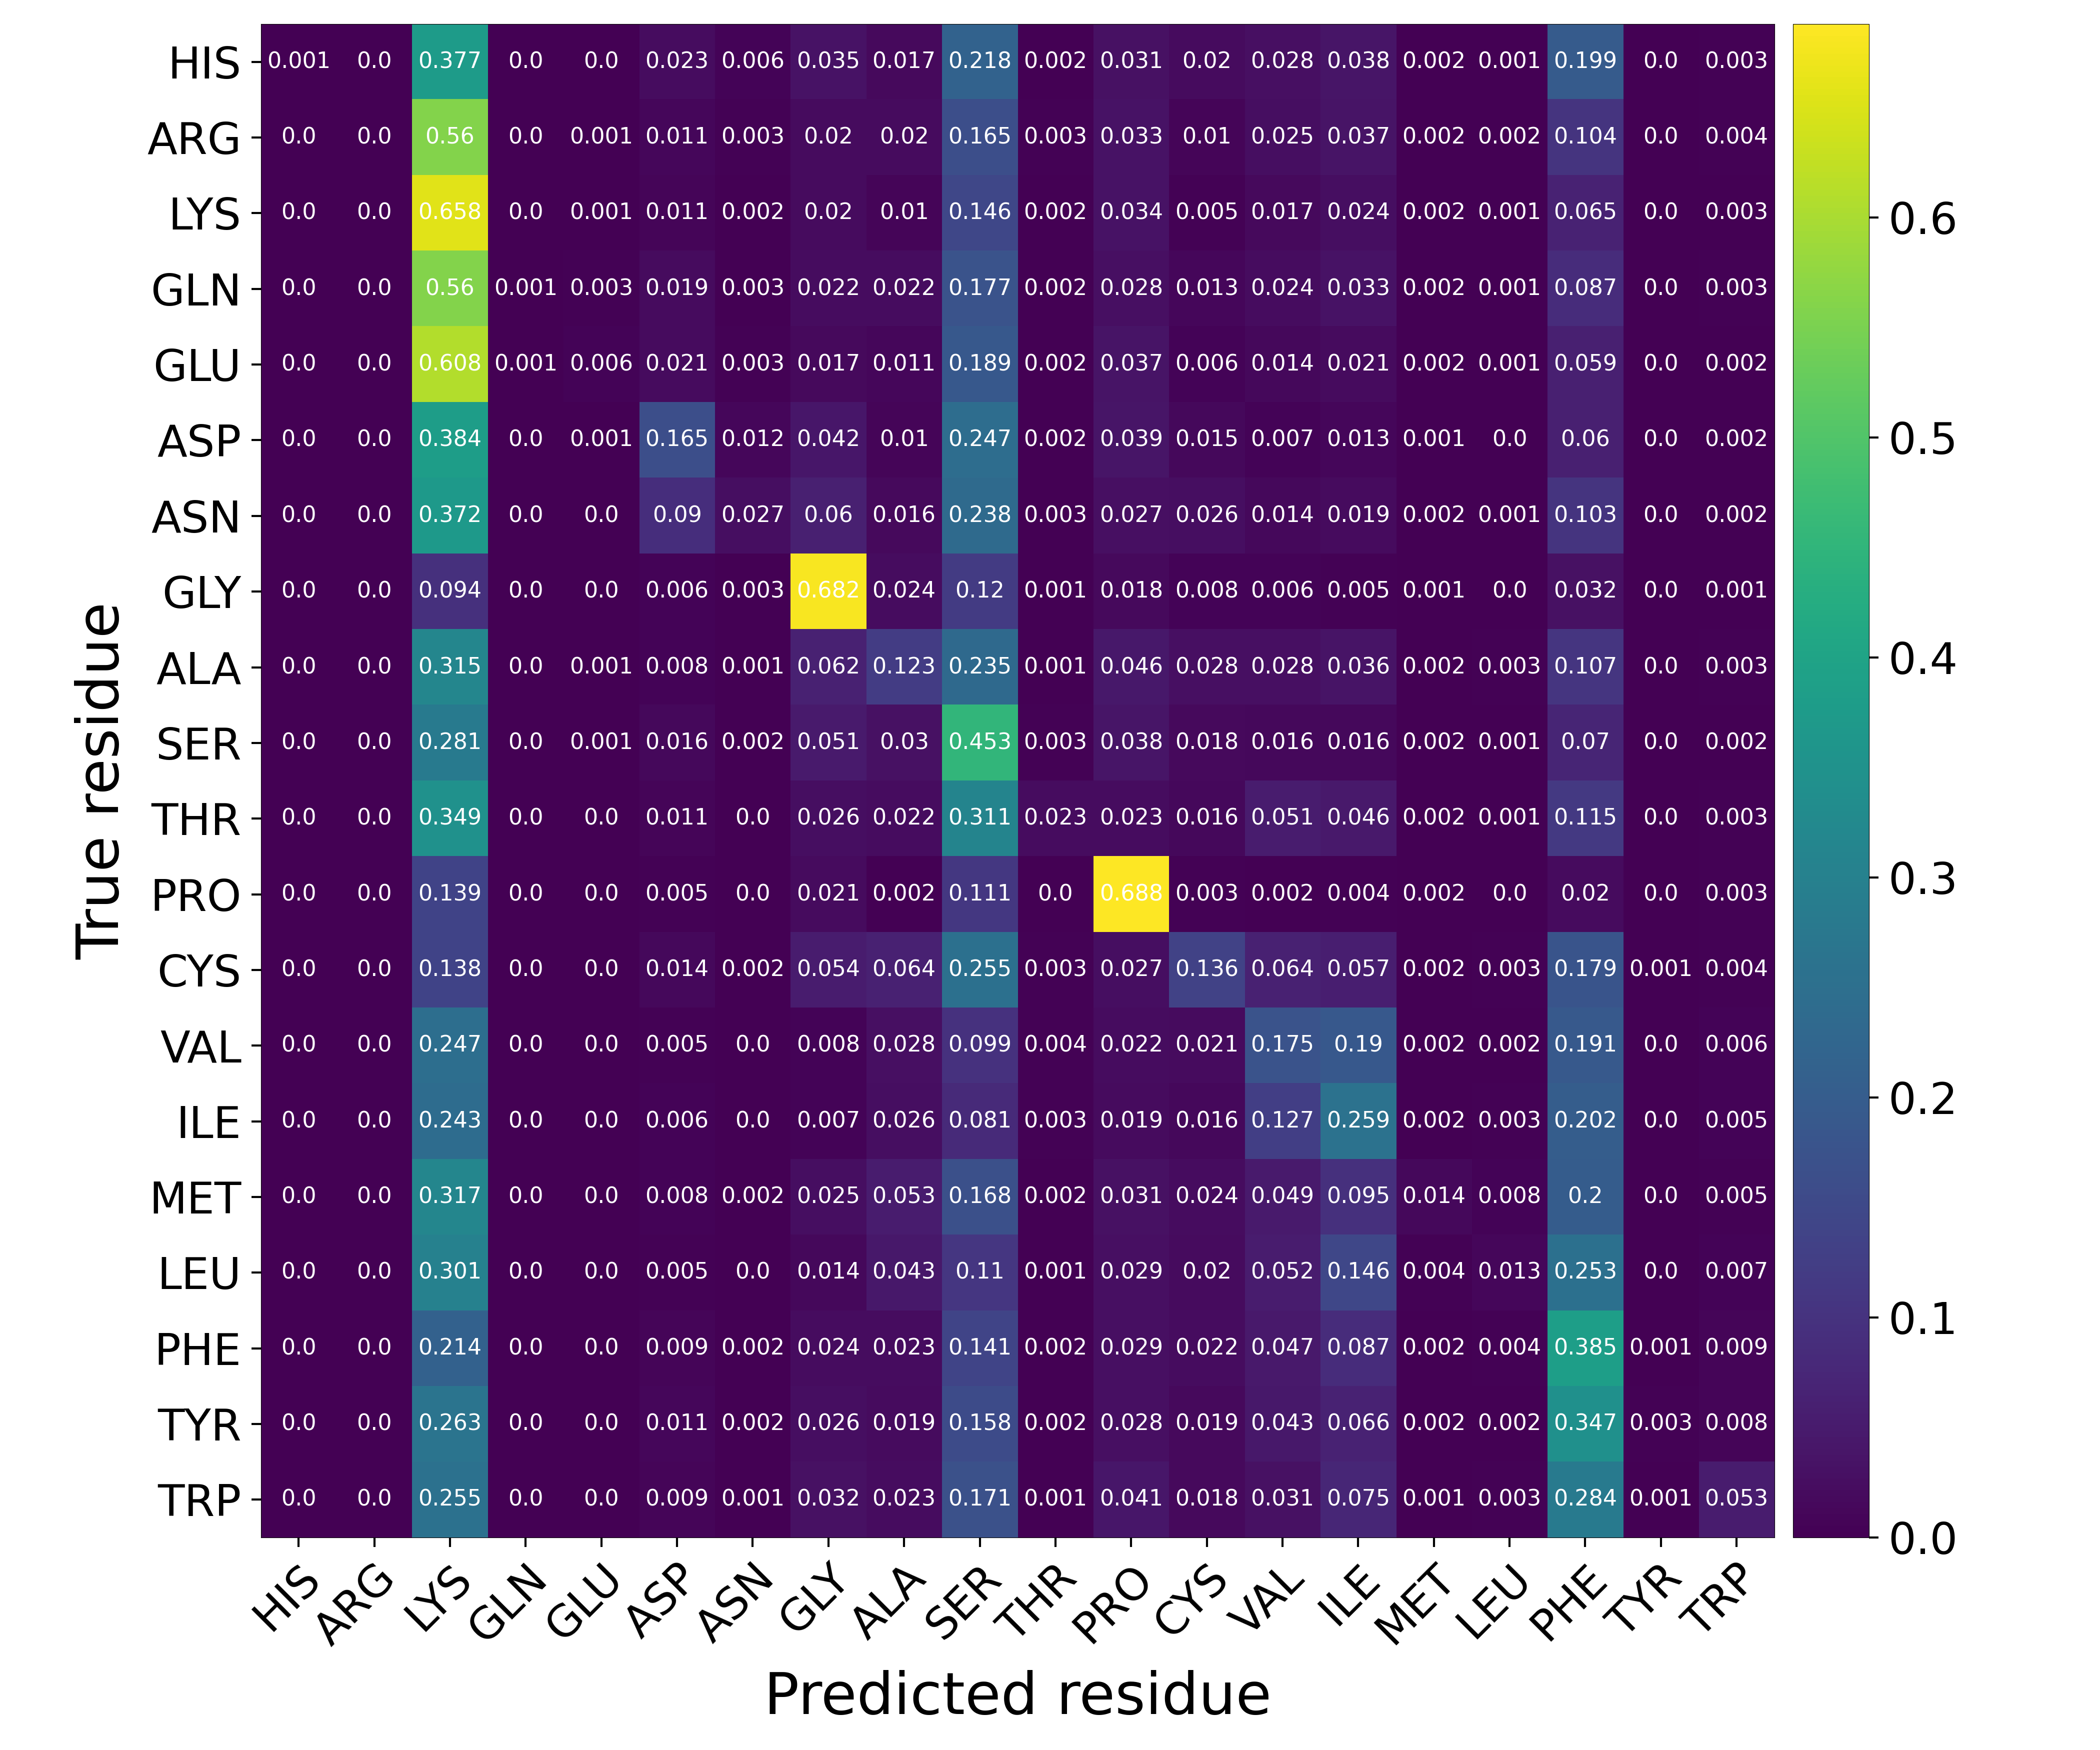 HIS 0.001 0.0 0.377 0.0 0.0 0.023 0.006 0.035 0.017 0.218 0.002 0.031 0.02 0.028 0.038 0.002 0.001 0.199 0.0 0.003
ARG 0.0 0.0 0.56 0.0 0.001 0.011 0.003 0.02 0.02 0.165 0.003 0.033 0.01 0.025 0.037 0.002 0.002 0.104 0.0 0.004
LYS 0.0 0.0 0.658 0.0 0.001 0.011 0.002 0.02 0.01 0.146 0.002 0.034 0.005 0.017 0.024 0.002 0.001 0.065 0.0 0.003
GLN 0.0 0.0 0.56 0.001 0.003 0.019 0.003 0.022 0.022 0.177 0.002 0.028 0.013 0.024 0.033 0.002 0.001 0.087 0.0 0.003
GLU 0.0 0.0 0.608 0.001 0.006 0.021 0.003 0.017 0.011 0.189 0.002 0.037 0.006 0.014 0.021 0.002 0.001 0.059 0.0 0.002
ASP 0.0 0.0 0.384 0.0 0.001 0.165 0.012 0.042 0.01 0.247 0.002 0.039 0.015 0.007 0.013 0.001 0.0 0.06 0.0 0.002
ASN 0.0 0.0 0.372 0.0 0.0 0.09 0.027 0.06 0.016 0.238 0.003 0.027 0.026 0.014 0.019 0.002 0.001 0.103 0.0 0.002
GLY 0.0 0.0 0.094 0.0 0.0 0.006 0.003 0.682 0.024 0.12 0.001 0.018 0.008 0.006 0.005 0.001 0.0 0.032 0.0 0.001
ALA 0.0 0.0 0.315 0.0 0.001 0.008 0.001 0.062 0.123 0.235 0.001 0.046 0.028 0.028 0.036 0.002 0.003 0.107 0.0 0.003
SER 0.0 0.0 0.281 0.0 0.001 0.016 0.002 0.051 0.03 0.453 0.003 0.038 0.018 0.016 0.016 0.002 0.001 0.07 0.0 0.002
THR 0.0 0.0 0.349 0.0 0.0 0.011 0.0 0.026 0.022 0.311 0.023 0.023 0.016 0.051 0.046 0.002 0.001 0.115 0.0 0.003
PRO 0.0 0.0 0.139 0.0 0.0 0.005 0.0 0.021 0.002 0.111 0.0 0.688 0.003 0.002 0.004 0.002 0.0 0.02 0.0 0.003
CYS 0.0 0.0 0.138 0.0 0.0 0.014 0.002 0.054 0.064 0.255 0.003 0.027 0.136 0.064 0.057 0.002 0.003 0.179 0.001 0.004
VAL 0.0 0.0 0.247 0.0 0.0 0.005 0.0 0.008 0.028 0.099 0.004 0.022 0.021 0.175 0.19 0.002 0.002 0.191 0.0 0.006
ILE 0.0 0.0 0.243 0.0 0.0 0.006 0.0 0.007 0.026 0.081 0.003 0.019 0.016 0.127 0.259 0.002 0.003 0.202 0.0 0.005
MET 0.0 0.0 0.317 0.0 0.0 0.008 0.002 0.025 0.053 0.168 0.002 0.031 0.024 0.049 0.095 0.014 0.008 0.2 0.0 0.005
LEU 0.0 0.0 0.301 0.0 0.0 0.005 0.0 0.014 0.043 0.11 0.001 0.029 0.02 0.052 0.146 0.004 0.013 0.253 0.0 0.007
PHE 0.0 0.0 0.214 0.0 0.0 0.009 0.002 0.024 0.023 0.141 0.002 0.029 0.022 0.047 0.087 0.002 0.004 0.385 0.001 0.009
TYR 0.0 0.0 0.263 0.0 0.0 0.011 0.002 0.026 0.019 0.158 0.002 0.028 0.019 0.043 0.066 0.002 0.002 0.347 0.003 0.008
TRP 0.0 0.0 0.255 0.0 0.0 0.009 0.001 0.032 0.023 0.171 0.001 0.041 0.018 0.031 0.075 0.001 0.003 0.284 0.001 0.053
HIS ARG LYS GLN GLU ASP ASN GLY ALA SER THR PRO CYS VAL ILE MET LEU PHE TYR TRP
Predicted residue
True residue
0.6
0.5
0.4
0.3
0.2
0.1
0.0